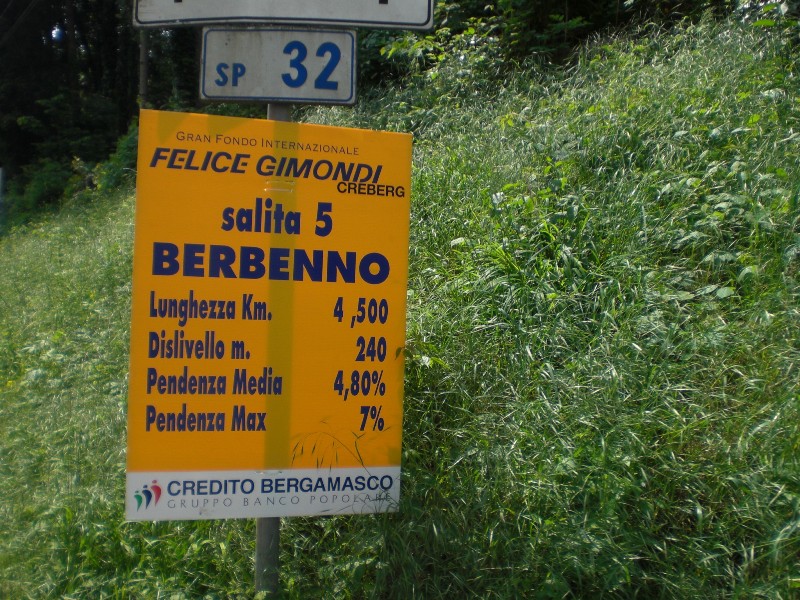 SP 32
GRAN FONDO INTERNAZIONALE
FELICE GIMONDI
CREBERG
salita 5
BERBENNO
Lunghezza Km. 4 ,500
Dislivello m. 240
Pendenza Media 4,80%
Pendenza Max 7%
CREDITO BERGAMASCO
GRUPPO BANCO POPOLARE